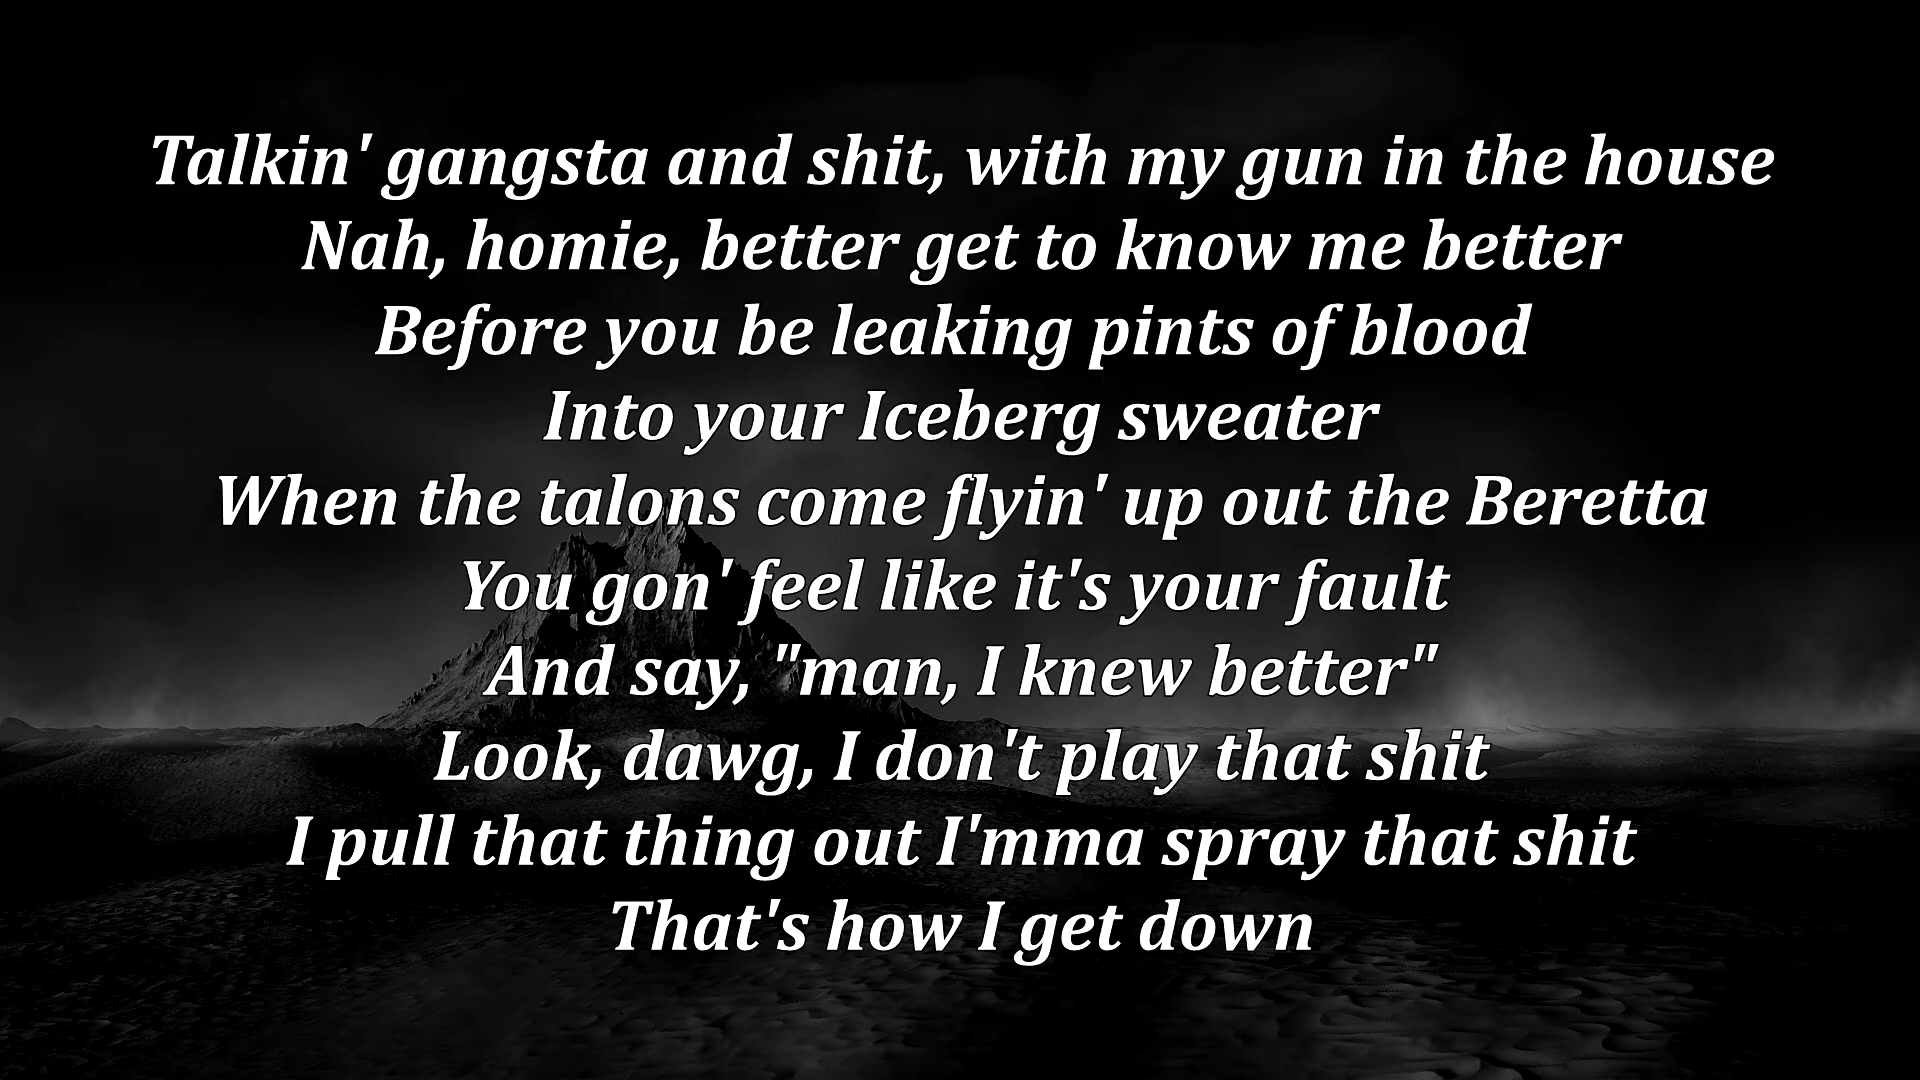 Talkin' gangsta and shit, with my gun in the house
Nah, homie, better get to know me better
Before you be leaking pints of blood
Into your Iceberg sweater
When the talons come flyin' up out the Beretta
You gon' feel like it's your fault
And say, "man, I knew better"
Look, dawg, I don't play that shit
I pull that thing out I'mma spray that shit
That's how I get down